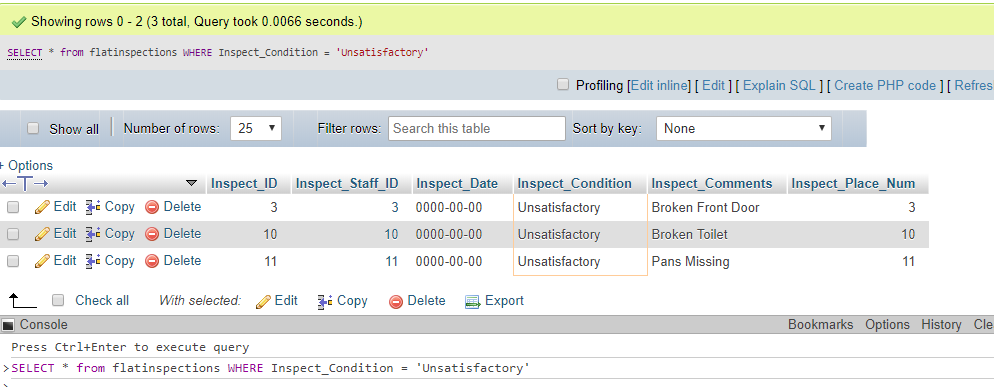 Showing rows 0 - 2 (3 total, Query took 0.0066 seconds.)
SELECT * from flatinspections WHERE Inspect_Condition = 'Unsatisfactory'
Profiling [Edit inline] [ Edit ] [ Explain SQL ] [ Create PHP code ] [ Refres
Show all Number of rows: 25 Filter rows: Search this table Sort by key: None
+ Options
←T→ Inspect_ID Inspect_Staff_ID Inspect_Date Inspect_Condition Inspect_Comments Inspect_Place_Num
Edit Copy Delete 3 3 0000-00-00 Unsatisfactory Broken Front Door 3
Edit Copy Delete 10 10 0000-00-00 Unsatisfactory Broken Toilet 10
Edit Copy Delete 11 11 0000-00-00 Unsatisfactory Pans Missing 11
Check all With selected: Edit Copy Delete Export
Console Bookmarks Options History Cle
Press Ctrl+Enter to execute query
>SELECT * from flatinspections WHERE Inspect_Condition = 'Unsatisfactory'
>